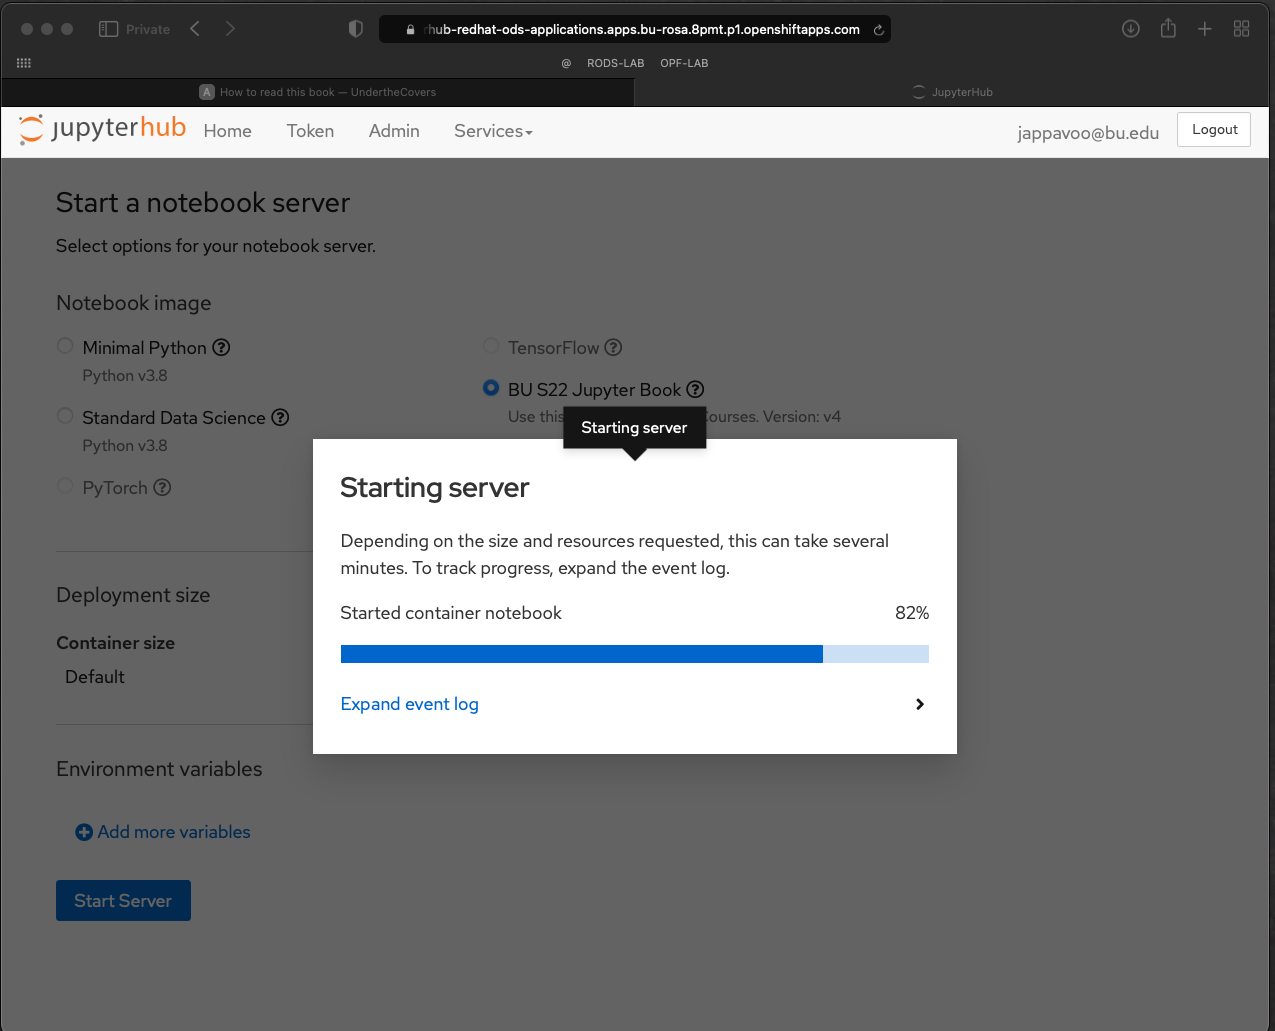 Private
hub-redhat-ods-applications.apps.bu-rosa.8pmt.p1.openshiftapps.com
@ RODS-LAB OPF-LAB
A How to read this book — UndertheCovers
JupyterHub
jupyterhub Home Token Admin Services
jappavoo@bu.edu Logout
Start a notebook server
Select options for your notebook server.
Notebook image
Minimal Python ?
Python v3.8
TensorFlow ?
BU S22 Jupyter Book ?
Use this ourses. Version: v4
Standard Data Science ?
Python v3.8
PyTorch ?
Starting server
Starting server
Depending on the size and resources requested, this can take several
minutes. To track progress, expand the event log.
Started container notebook 82%
Expand event log
Deployment size
Container size
Default
Environment variables
Add more variables
Start Server